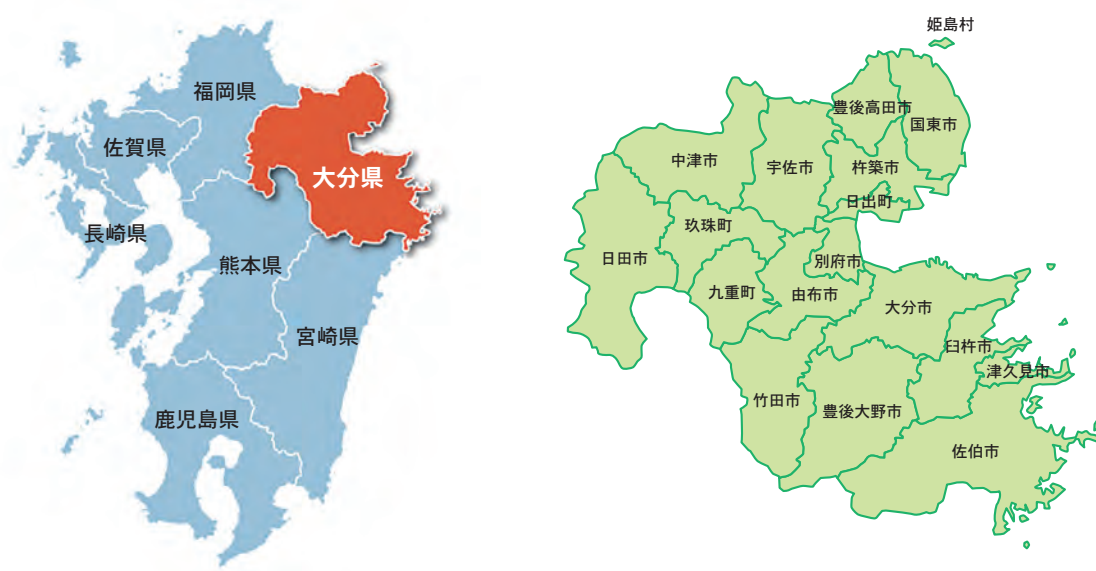 福岡県
佐賀県
大分県
長崎県
熊本県
宮崎県
鹿児島県
姫島村
豊後高田市
国東市
中津市
宇佐市
杵築市
日出町
玖珠町
日田市
別府市
九重町
由布市
大分市
臼杵市
津久見市
竹田市
豊後大野市
佐伯市